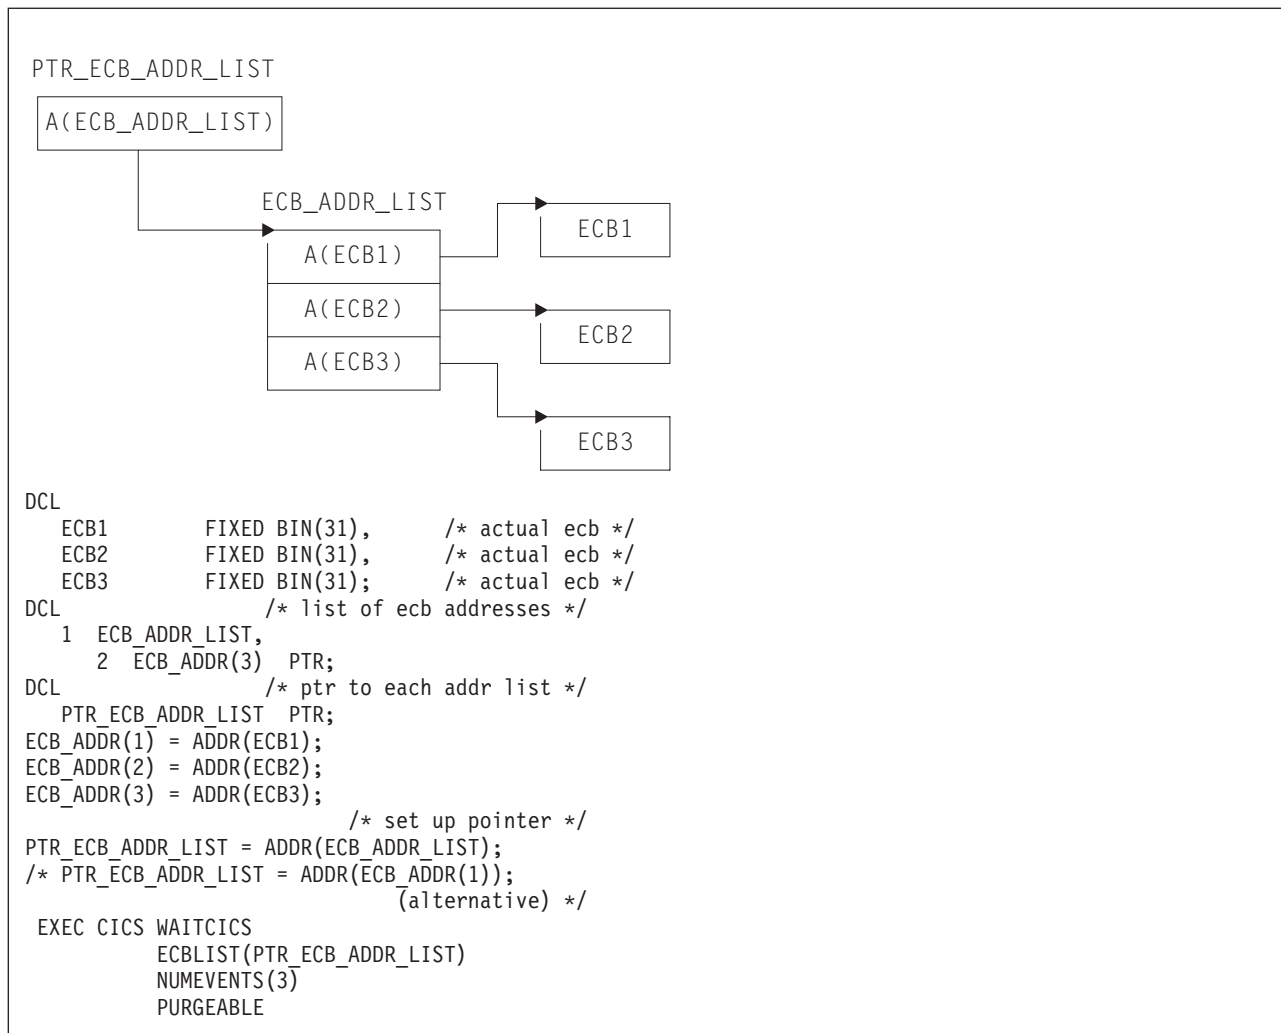 PTR_ECB_ADDR_LIST
A(ECB_ADDR_LIST)
ECB_ADDR_LIST
ECB1
A(ECB1)
A(ECB2)
ECB2
A(ECB3)
ECB3
DCL
   ECB1        FIXED BIN(31),      /* actual ecb */
   ECB2        FIXED BIN(31),      /* actual ecb */
   ECB3        FIXED BIN(31);      /* actual ecb */
DCL                 /* list of ecb addresses */
   1  ECB_ADDR_LIST,
      2  ECB_ADDR(3)  PTR;
DCL                 /* ptr to each addr list */
   PTR_ECB_ADDR_LIST  PTR;
ECB_ADDR(1) = ADDR(ECB1);
ECB_ADDR(2) = ADDR(ECB2);
ECB_ADDR(3) = ADDR(ECB3);
                           /* set up pointer */
PTR_ECB_ADDR_LIST = ADDR(ECB_ADDR_LIST);
/* PTR_ECB_ADDR_LIST = ADDR(ECB_ADDR(1));
                               (alternative) */
 EXEC CICS WAITCICS
           ECBLIST(PTR_ECB_ADDR_LIST)
           NUMEVENTS(3)
           PURGEABLE